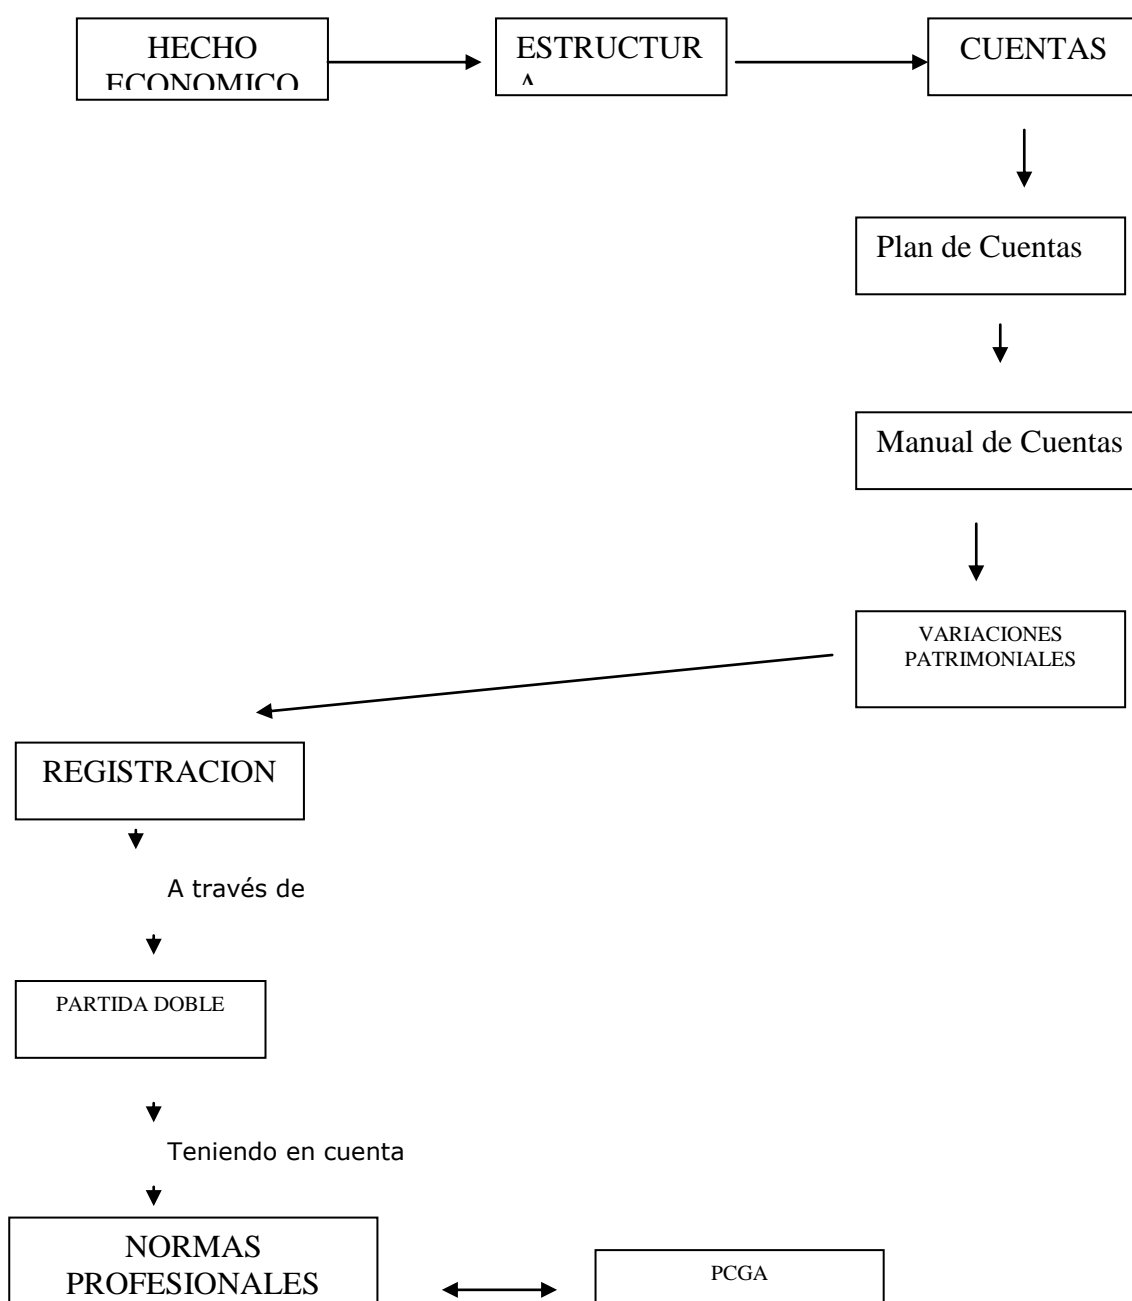 HECHO
ECONOMICO
ESTRUCTUR
A
CUENTAS
Plan de Cuentas
Manual de Cuentas
VARIACIONES
PATRIMONIALES
REGISTRACION
A través de
PARTIDA DOBLE
Teniendo en cuenta
NORMAS
PROFESIONALES
PCGA